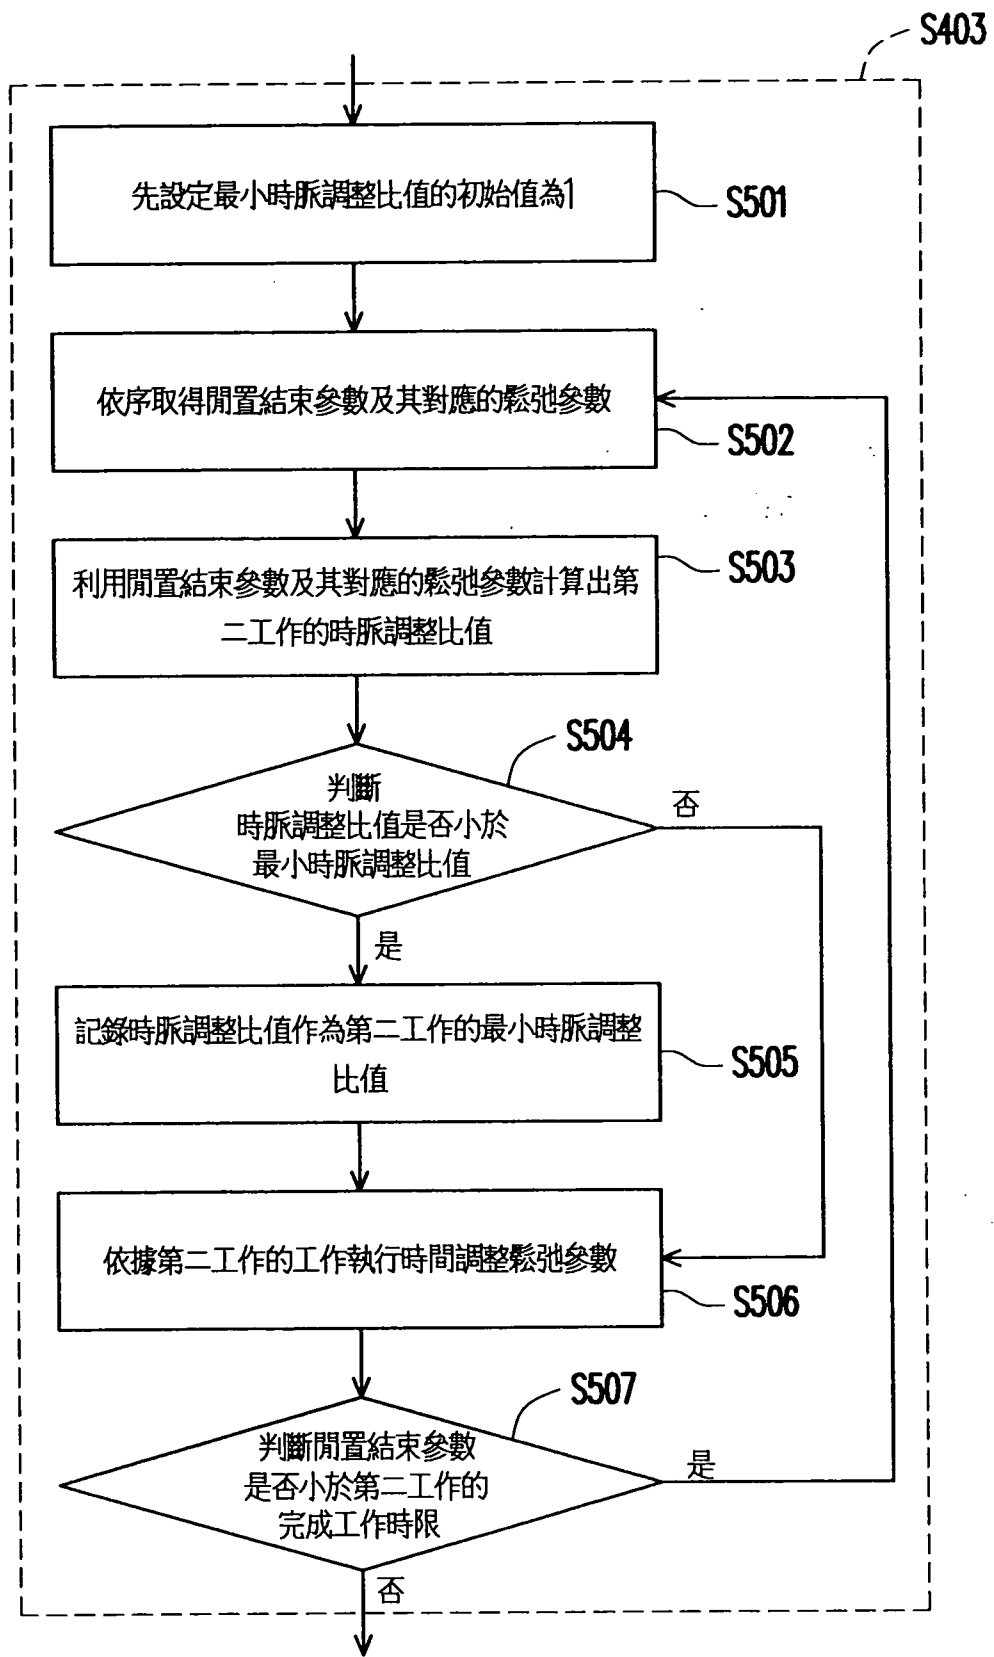 S403
先設定最小時脈調整比值的初始值為1
S501
依序取得閒置結束參數及其對應的鬆弛參數
S502
S503
利用閒置結束參數及其對應的鬆弛參數計算出第
二工作的時脈調整比值
S504
判斷
時脈調整比值是否小於
最小時脈調整比值
否
是
記錄時脈調整比值作為第二工作的最小時脈調整
比值
S505
依據第二工作的工作執行時間調整鬆弛參數
S506
S507
判斷閒置結束參數
是否小於第二工作的
完成工作時限
是
否